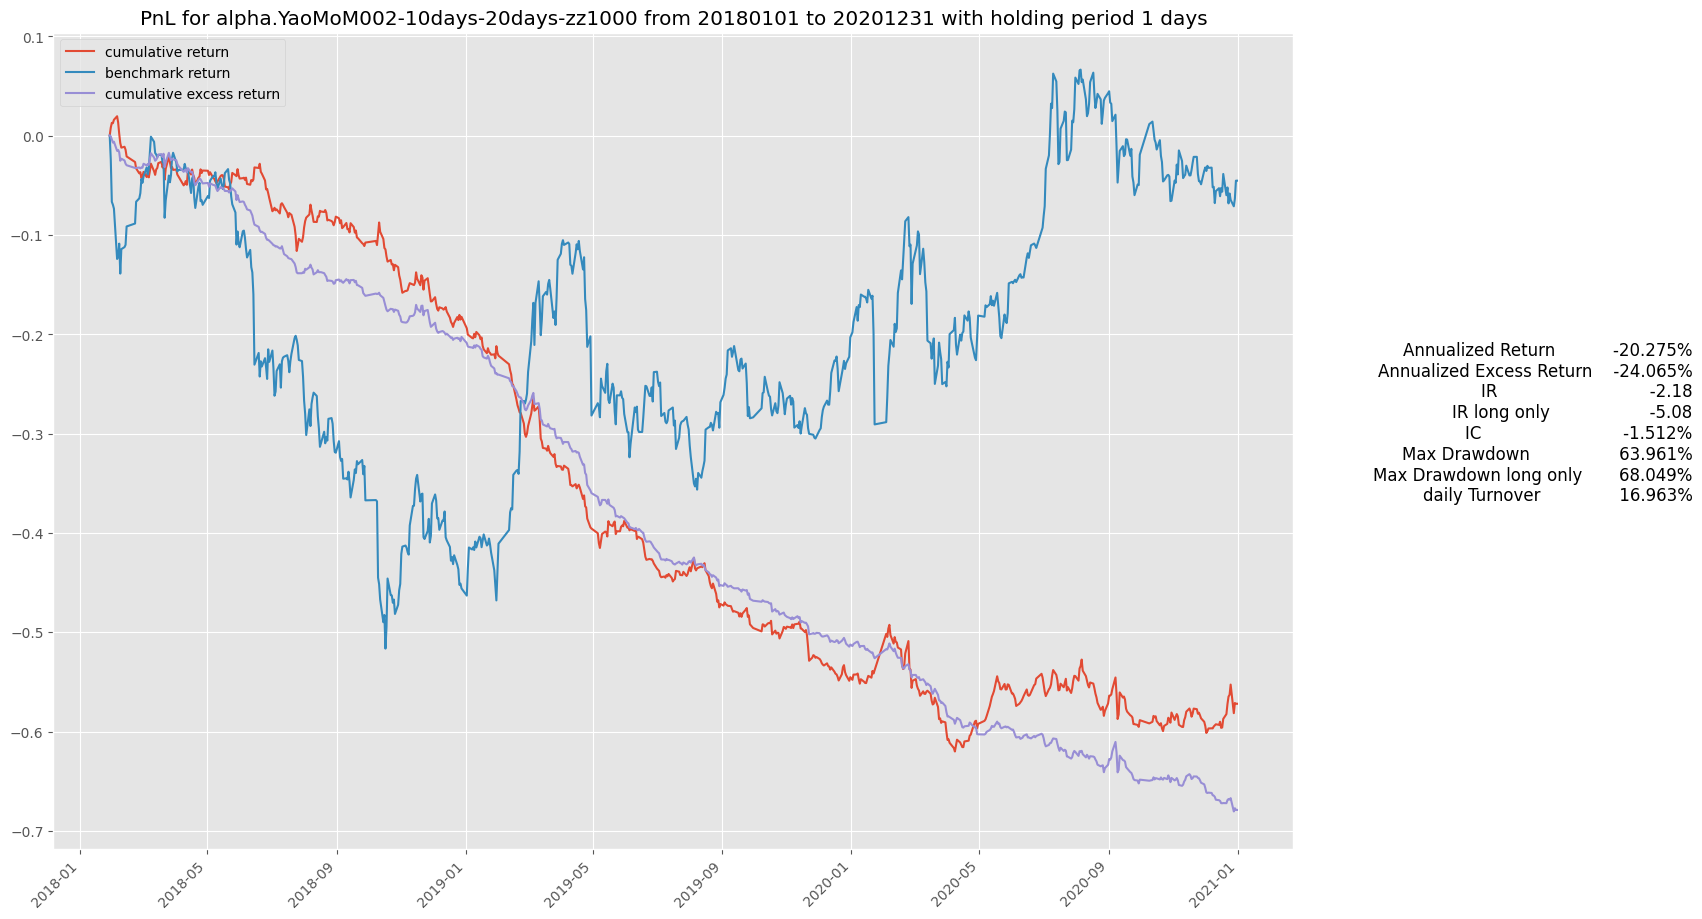 PnL for alpha.YaoMoM002-10days-20days-zz1000 from 20180101 to 20201231 with holding period 1 days
cumulative return
benchmark return
cumulative excess return
0.1
0.0
−0.1
−0.2
−0.3
−0.4
−0.5
−0.6
−0.7
2018-01
2018-05
2018-09
2019-01
2019-05
2019-09
2020-01
2020-05
2020-09
2021-01
Annualized Return -20.275%
Annualized Excess Return -24.065%
IR -2.18
IR long only -5.08
IC -1.512%
Max Drawdown 63.961%
Max Drawdown long only 68.049%
daily Turnover 16.963%